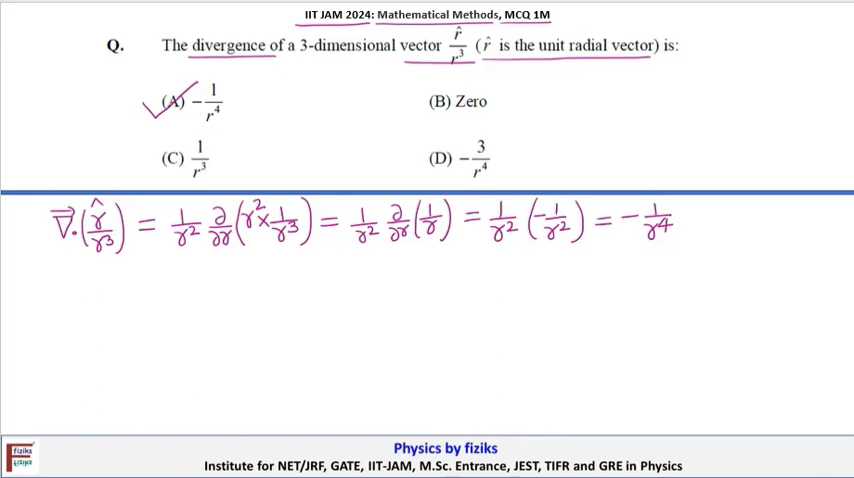 IIT JAM 2024: Mathematical Methods, MCQ 1M
Q. The divergence of a 3-dimensional vector r̂/r³ (r̂ is the unit radial vector) is:
(A) −1/r⁴ (B) Zero
(C) 1/r³ (D) −3/r⁴
∇⃗·(r̂/r³) = 1/r² ∂/∂r (r² × 1/r³) = 1/r² ∂/∂r (1/r) = 1/r² (−1/r²) = −1/r⁴
fiziks
fiziks
Physics by fiziks
Institute for NET/JRF, GATE, IIT-JAM, M.Sc. Entrance, JEST, TIFR and GRE in Physics